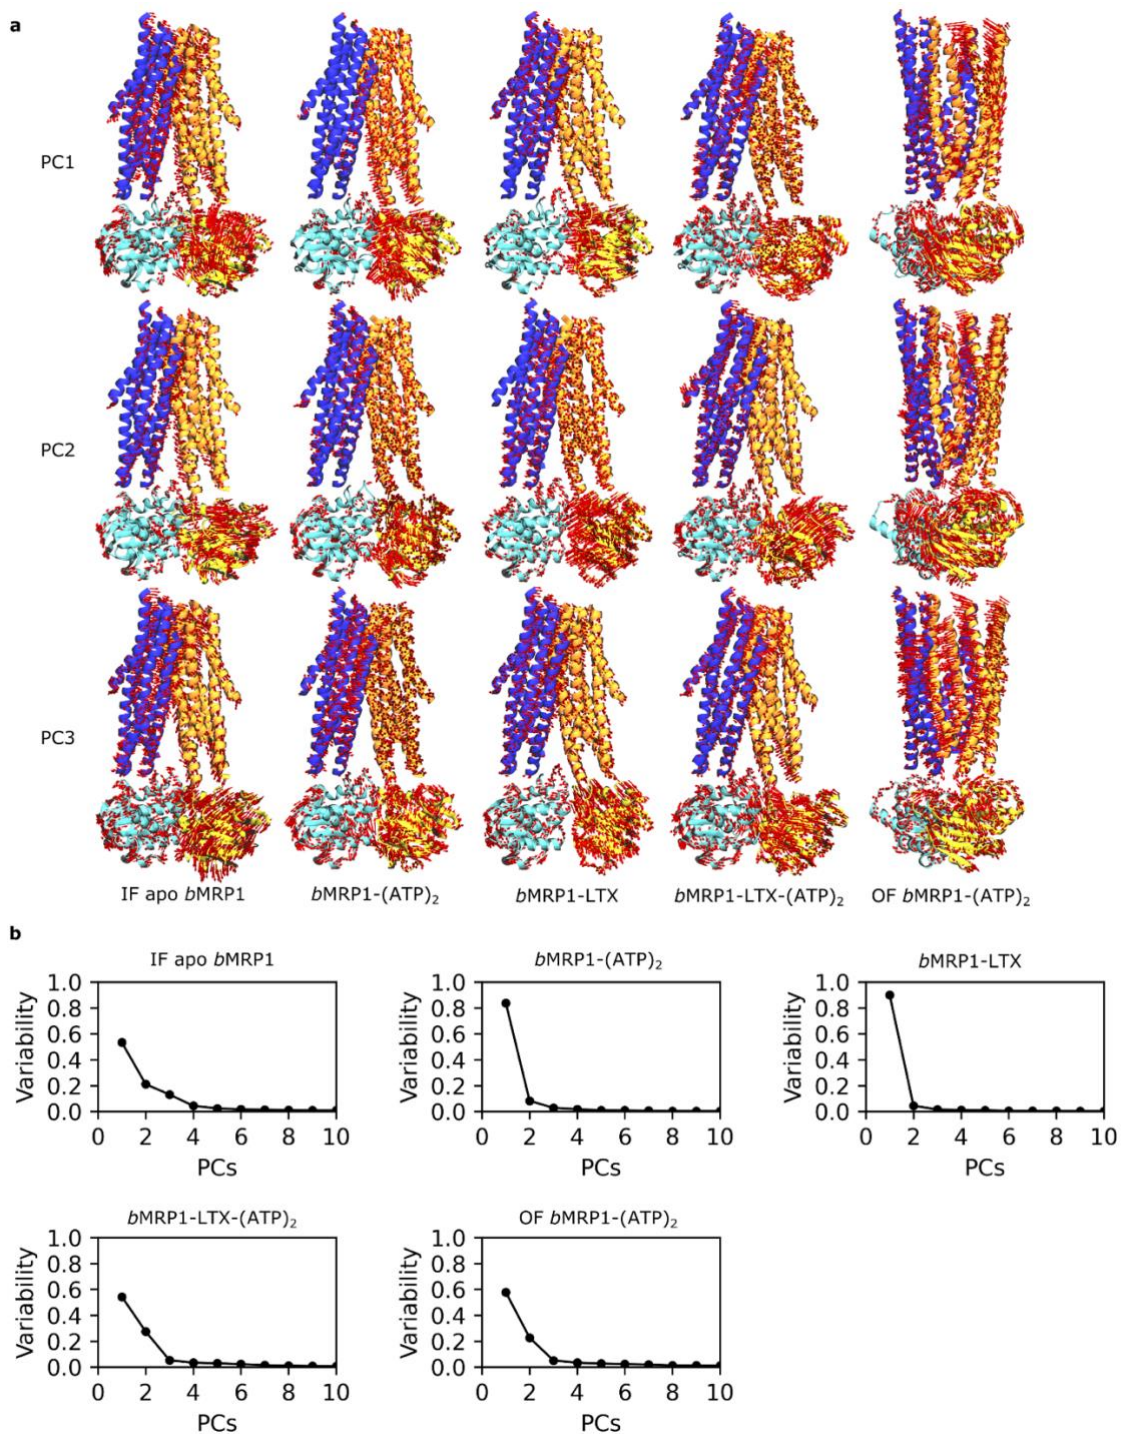 a
PC1
PC2
PC3
IF apo bMRP1 bMRP1-(ATP)₂ bMRP1-LTX bMRP1-LTX-(ATP)₂ OF bMRP1-(ATP)₂
b
IF apo bMRP1
Variability
1.0
0.8
0.6
0.4
0.2
0.0
0 2 4 6 8 10
PCs
bMRP1-(ATP)₂
Variability
1.0
0.8
0.6
0.4
0.2
0.0
0 2 4 6 8 10
PCs
bMRP1-LTX
Variability
1.0
0.8
0.6
0.4
0.2
0.0
0 2 4 6 8 10
PCs
bMRP1-LTX-(ATP)₂
Variability
1.0
0.8
0.6
0.4
0.2
0.0
0 2 4 6 8 10
PCs
OF bMRP1-(ATP)₂
Variability
1.0
0.8
0.6
0.4
0.2
0.0
0 2 4 6 8 10
PCs